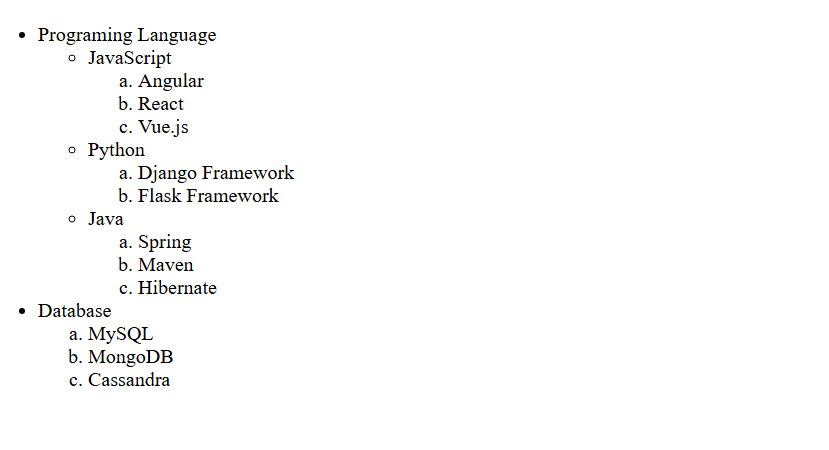 • Programing Language
◦ JavaScript
a. Angular
b. React
c. Vue.js
◦ Python
a. Django Framework
b. Flask Framework
◦ Java
a. Spring
b. Maven
c. Hibernate
• Database
a. MySQL
b. MongoDB
c. Cassandra